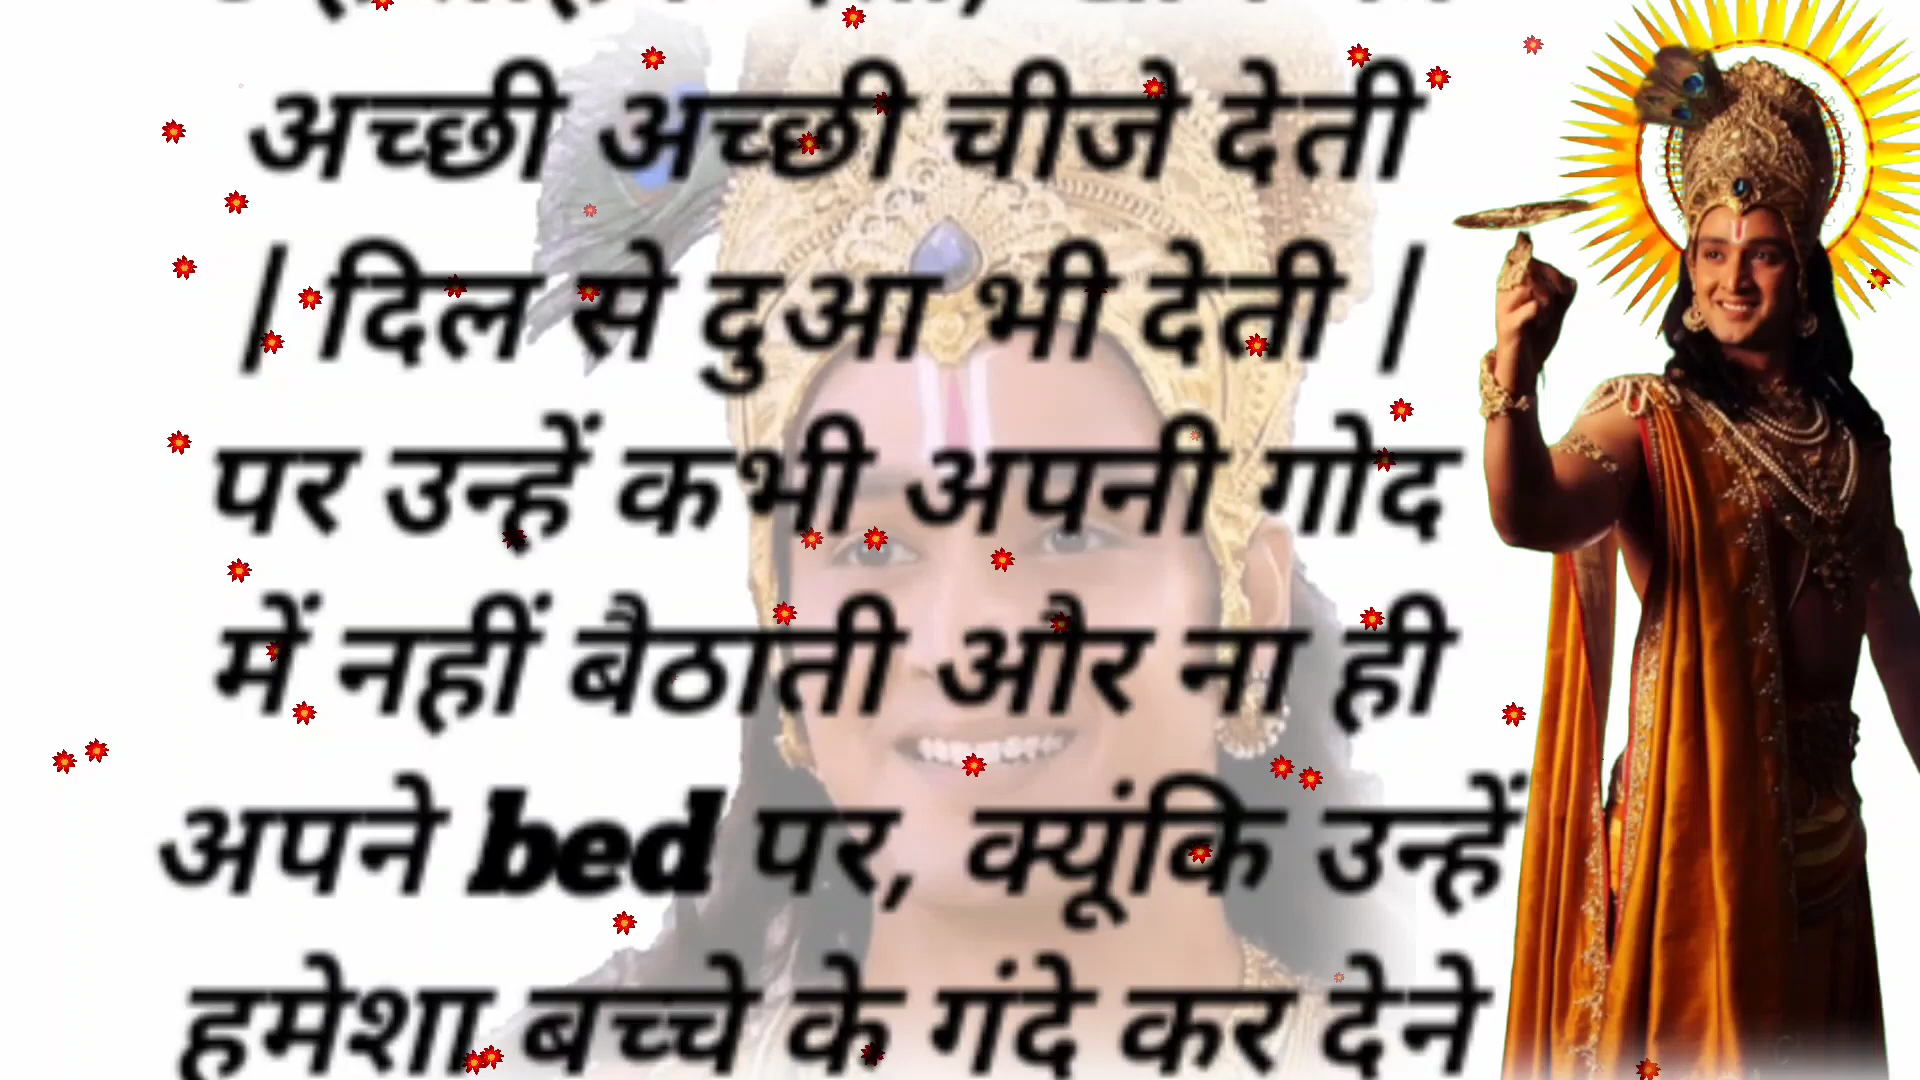 अच्छी अच्छी चीजे देती
| दिल से दुआ भी देती |
पर उन्हें कभी अपनी गोद
में नहीं बैठाती और ना ही
अपने bed पर, क्यूंकि उन्हें
हमेशा बच्चे के गंदे कर देने